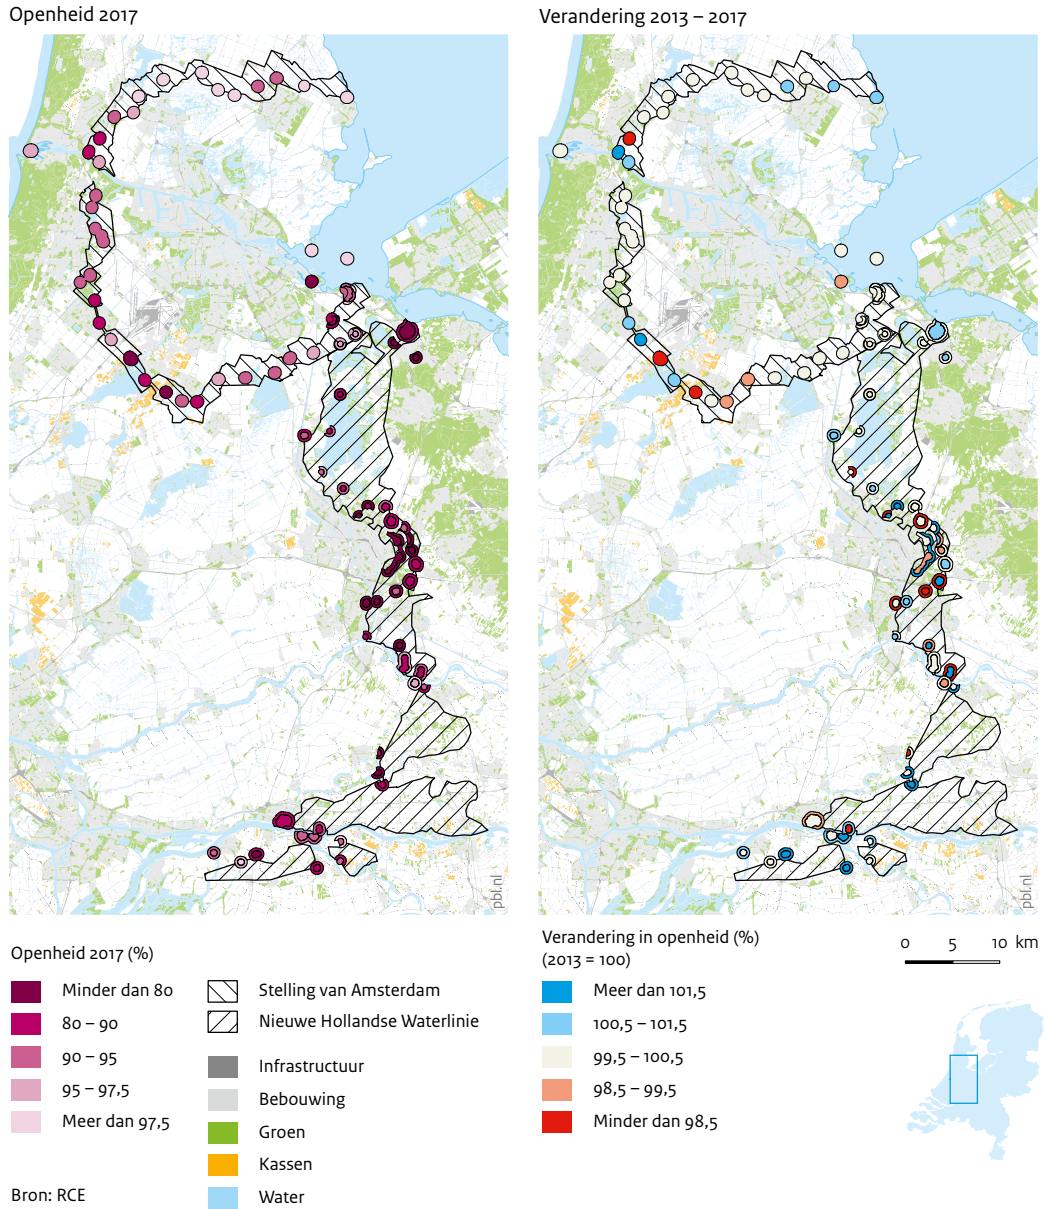 Openheid 2017
Verandering 2013 – 2017
pbl.nl
pbl.nl
Openheid 2017 (%)
Minder dan 80
80 – 90
90 – 95
95 – 97,5
Meer dan 97,5
Stelling van Amsterdam
Nieuwe Hollandse Waterlinie
Infrastructuur
Bebouwing
Groen
Kassen
Water
Verandering in openheid (%)
(2013 = 100)
Meer dan 101,5
100,5 – 101,5
99,5 – 100,5
98,5 – 99,5
Minder dan 98,5
0 5 10 km
Bron: RCE